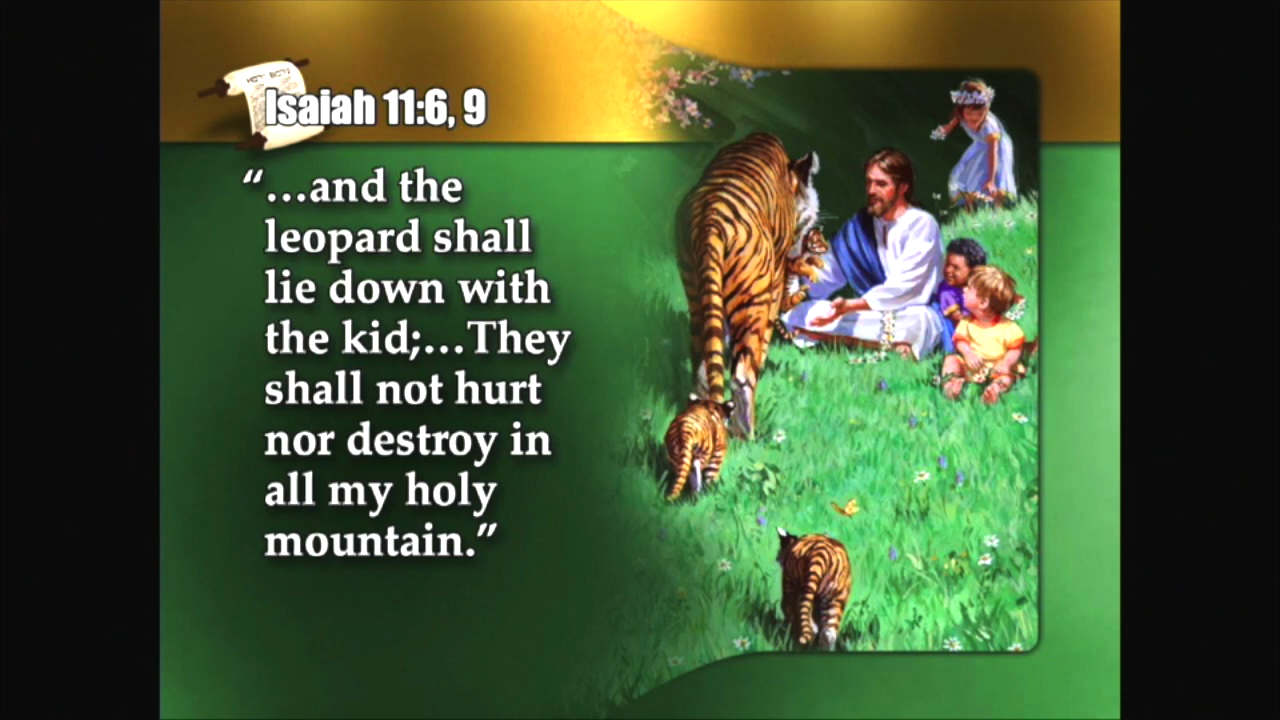 Isaiah 11:6, 9
“…and the
leopard shall
lie down with
the kid;…They
shall not hurt
nor destroy in
all my holy
mountain.”